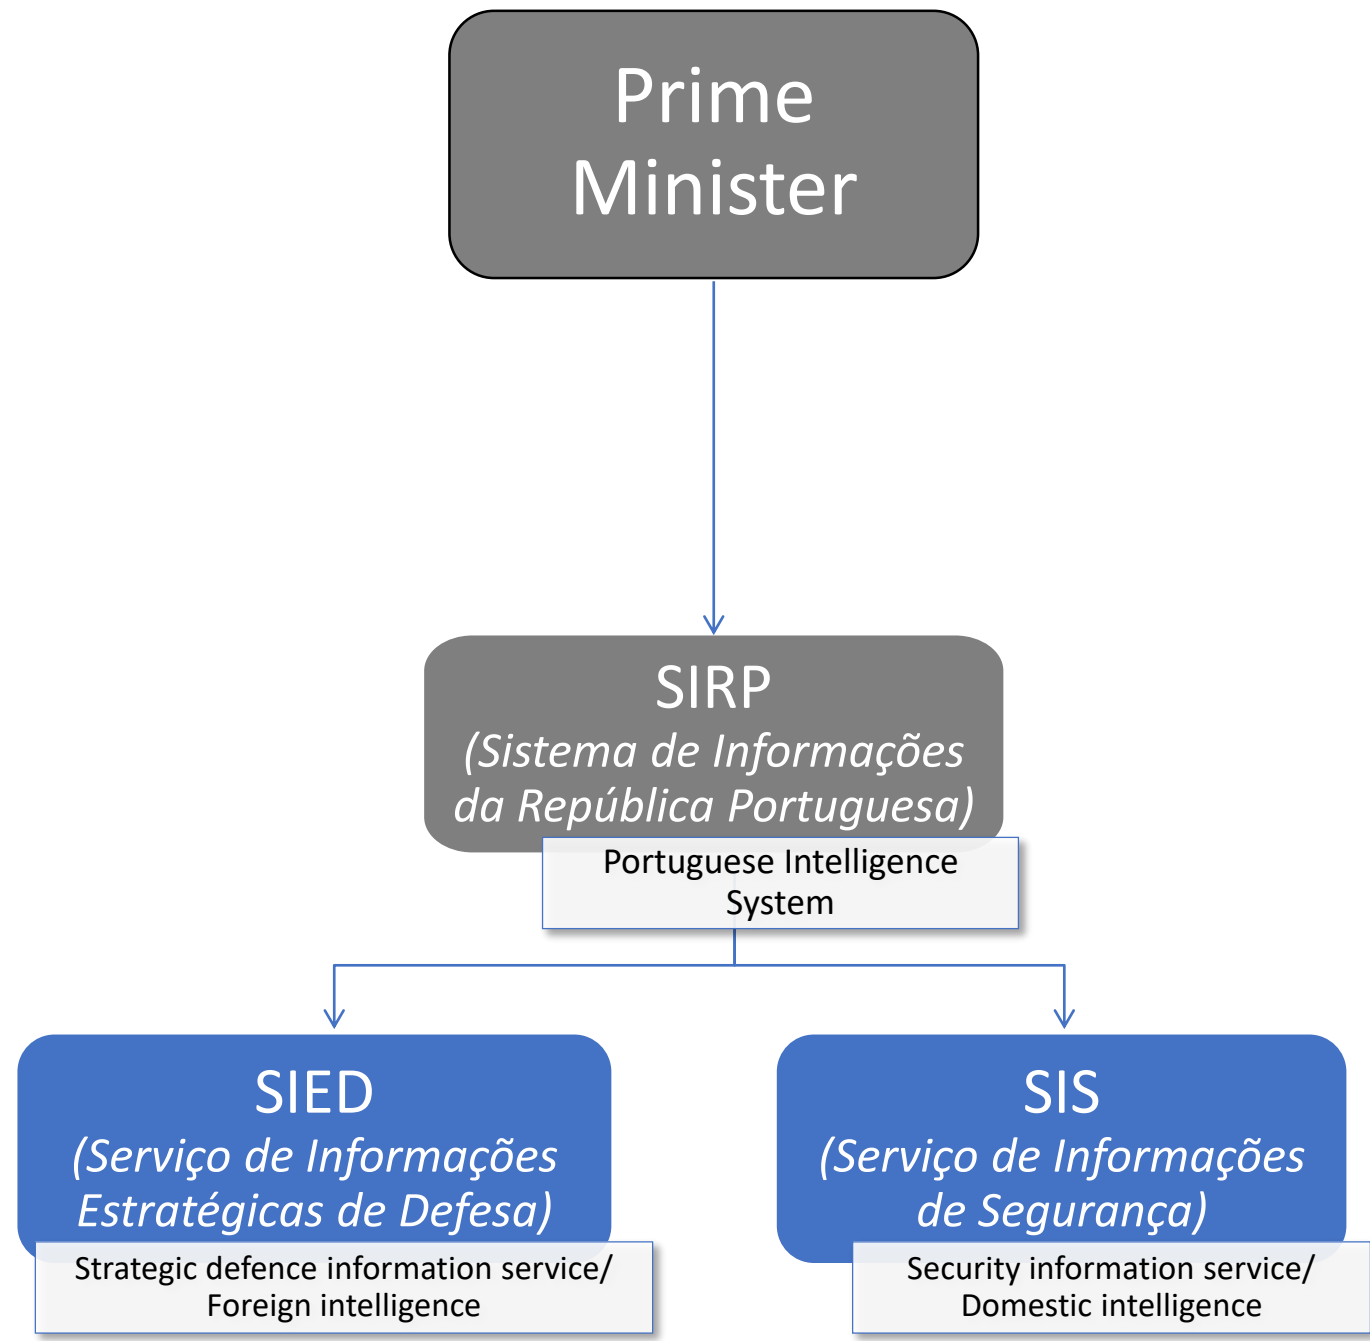 Prime
Minister
SIRP
(Sistema de Informações
da República Portuguesa)
Portuguese Intelligence
System
SIED
(Serviço de Informações
Estratégicas de Defesa)
Strategic defence information service/
Foreign intelligence
SIS
(Serviço de Informações
de Segurança)
Security information service/
Domestic intelligence